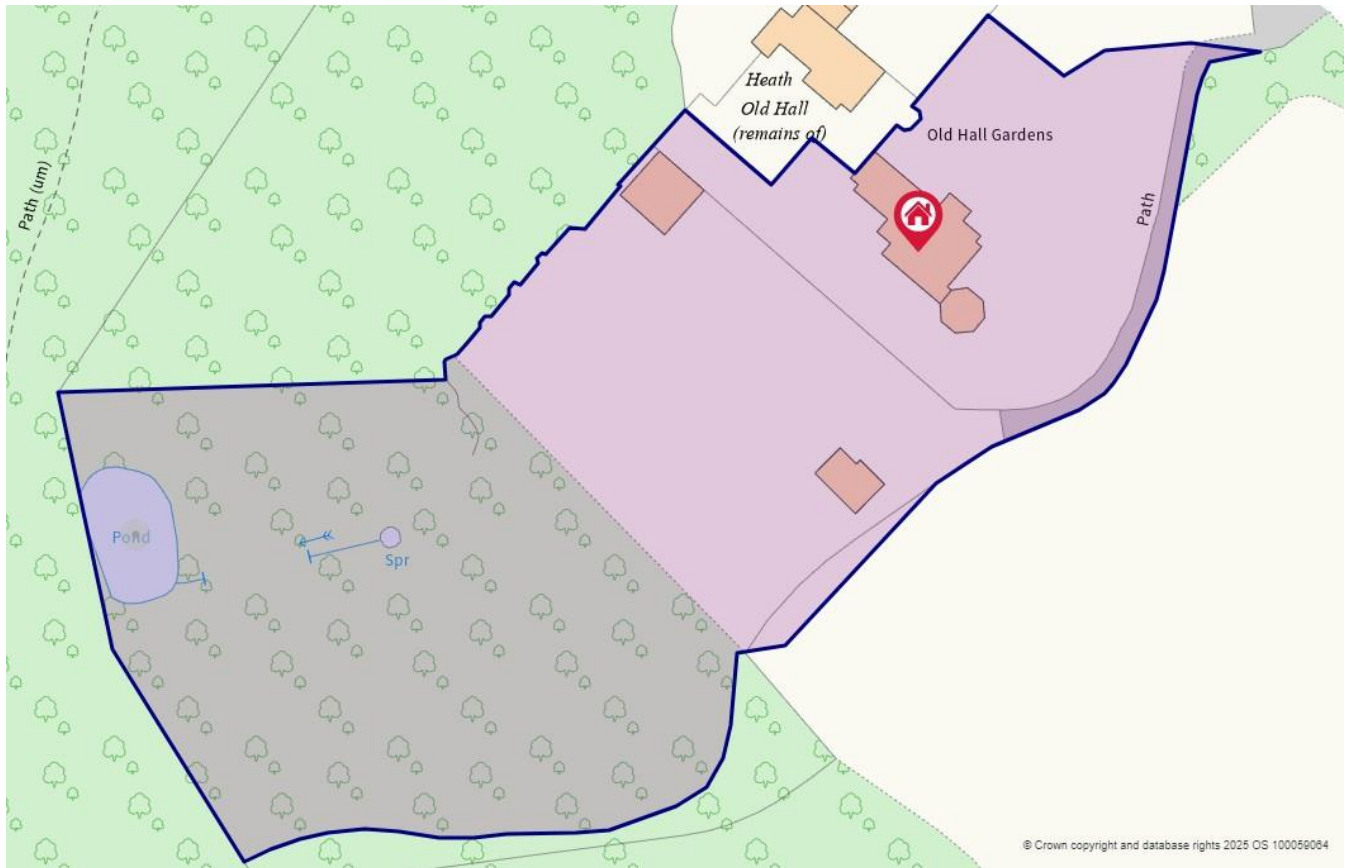 Heath
Old Hall
(remains of)
Old Hall Gardens
Path (um)
Path
Pond
Spr
© Crown copyright and database rights 2025 OS 100059064